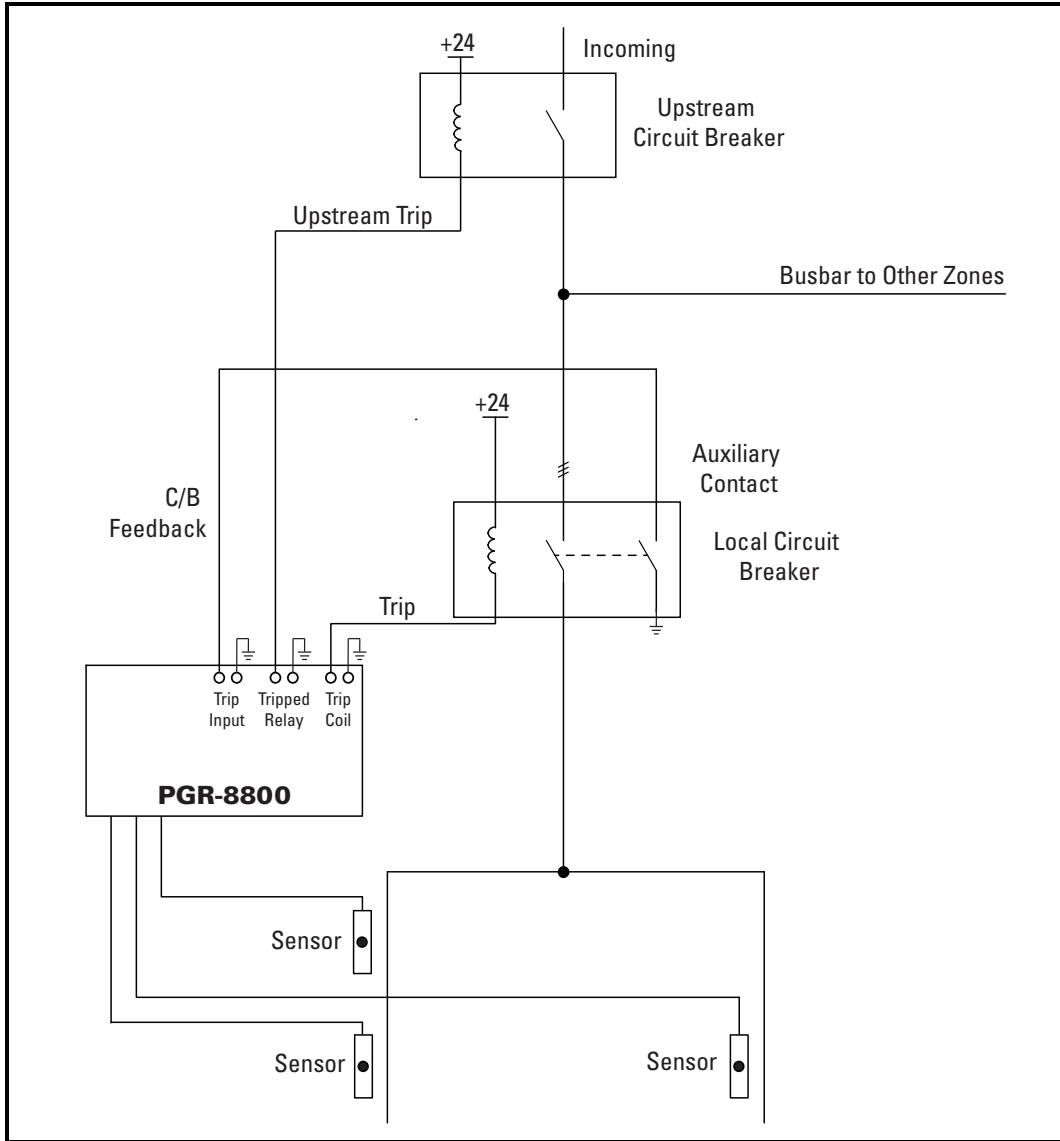 +24
Incoming
Upstream
Circuit Breaker
Upstream Trip
Busbar to Other Zones
+24
Auxiliary
Contact
C/B
Feedback
Local Circuit
Breaker
Trip
Trip
Input
Tripped
Relay
Trip
Coil
PGR-8800
Sensor
Sensor
Sensor